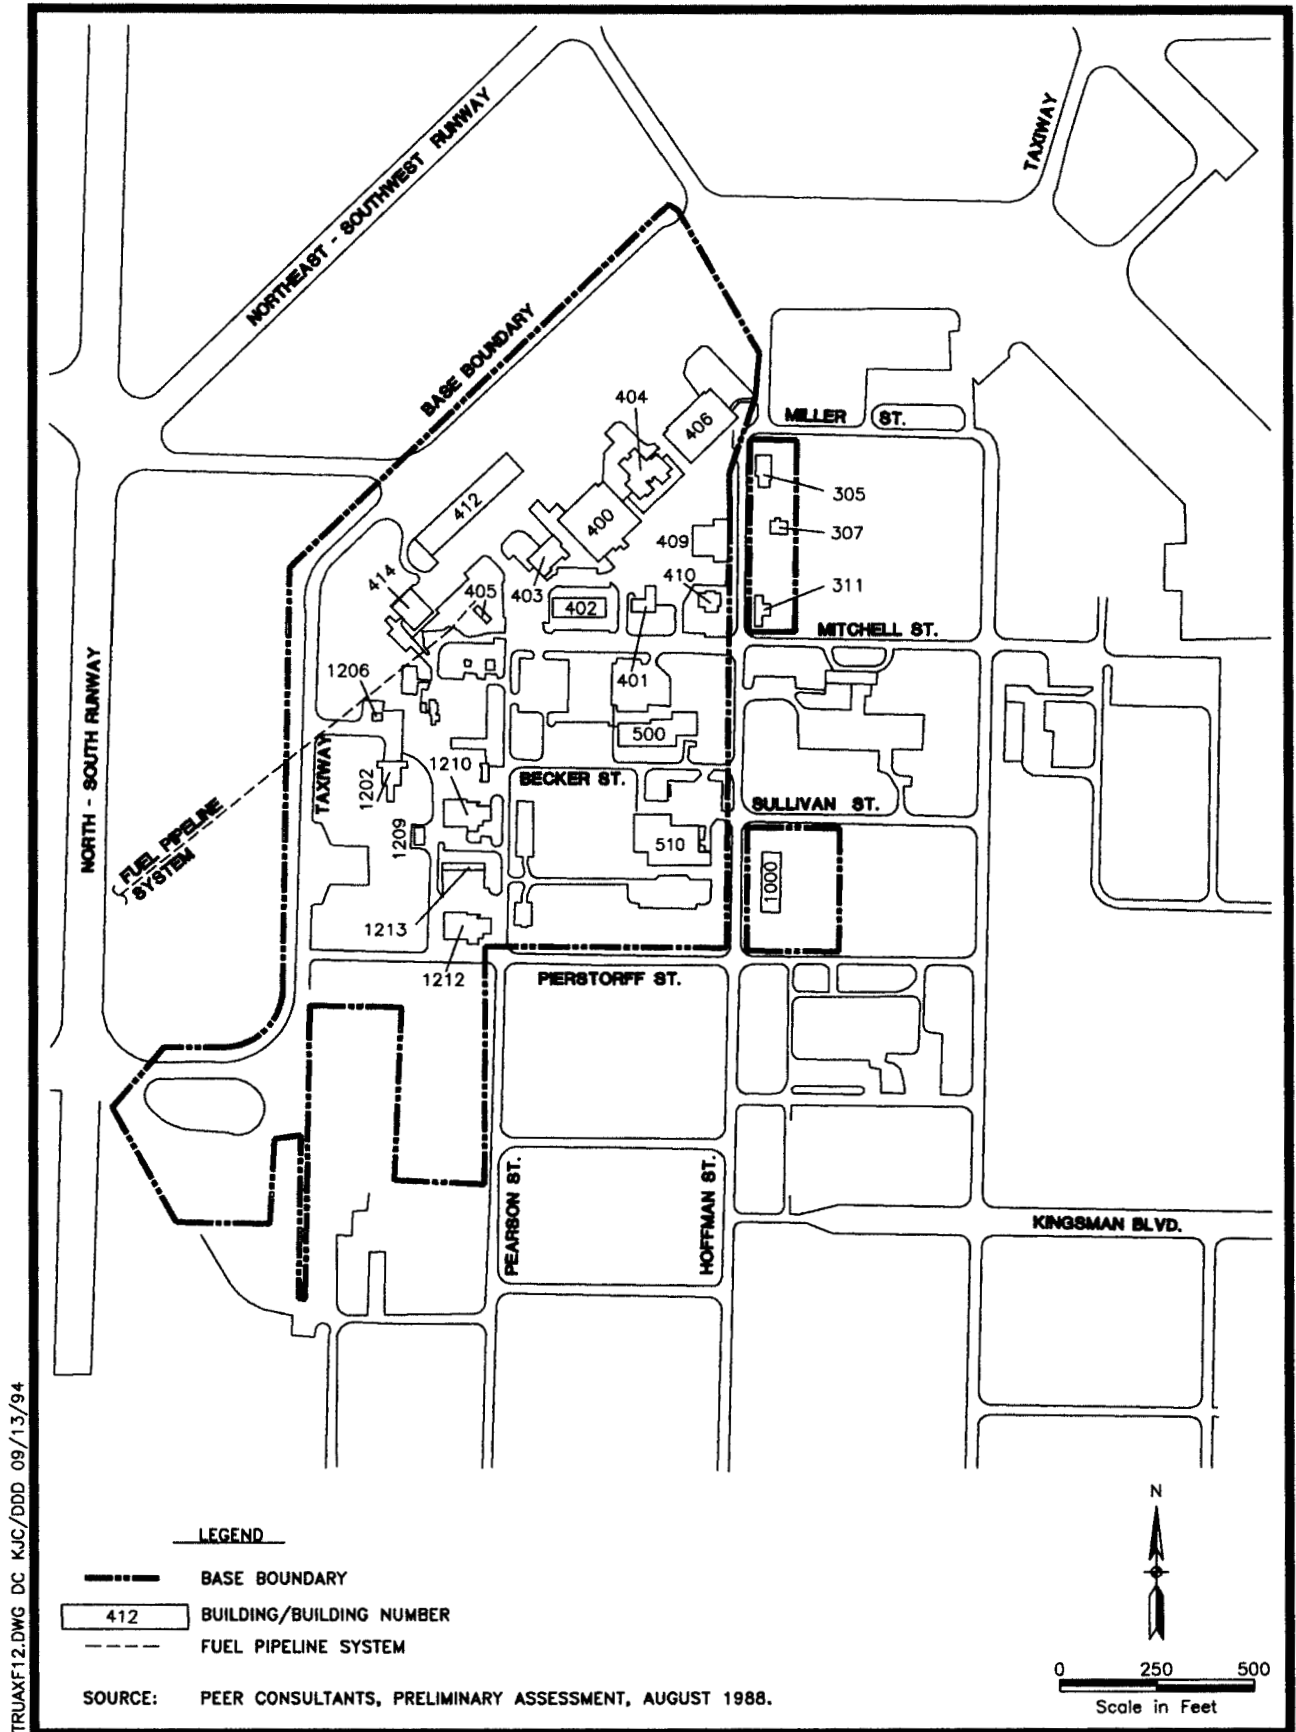 TAXIWAY
NORTHEAST - SOUTHWEST RUNWAY
BASE BOUNDARY
404
406
MILLER ST.
412
400
305
409
307
414
405
403
402
410
311
MITCHELL ST.
1206
401
NORTH - SOUTH RUNWAY
500
TAXIWAY
1202
1210
BECKER ST.
SULLIVAN ST.
FUEL PIPELINE
SYSTEM
1209
510
1000
1213
1212
PIERSTORFF ST.
PEARSON ST.
HOFFMAN ST.
KINGSMAN BLVD.
TRUAXF12.DWG DC KJC/DDD 09/13/94
N
LEGEND
BASE BOUNDARY
412 BUILDING/BUILDING NUMBER
FUEL PIPELINE SYSTEM
0 250 500
Scale in Feet
SOURCE: PEER CONSULTANTS, PRELIMINARY ASSESSMENT, AUGUST 1988.